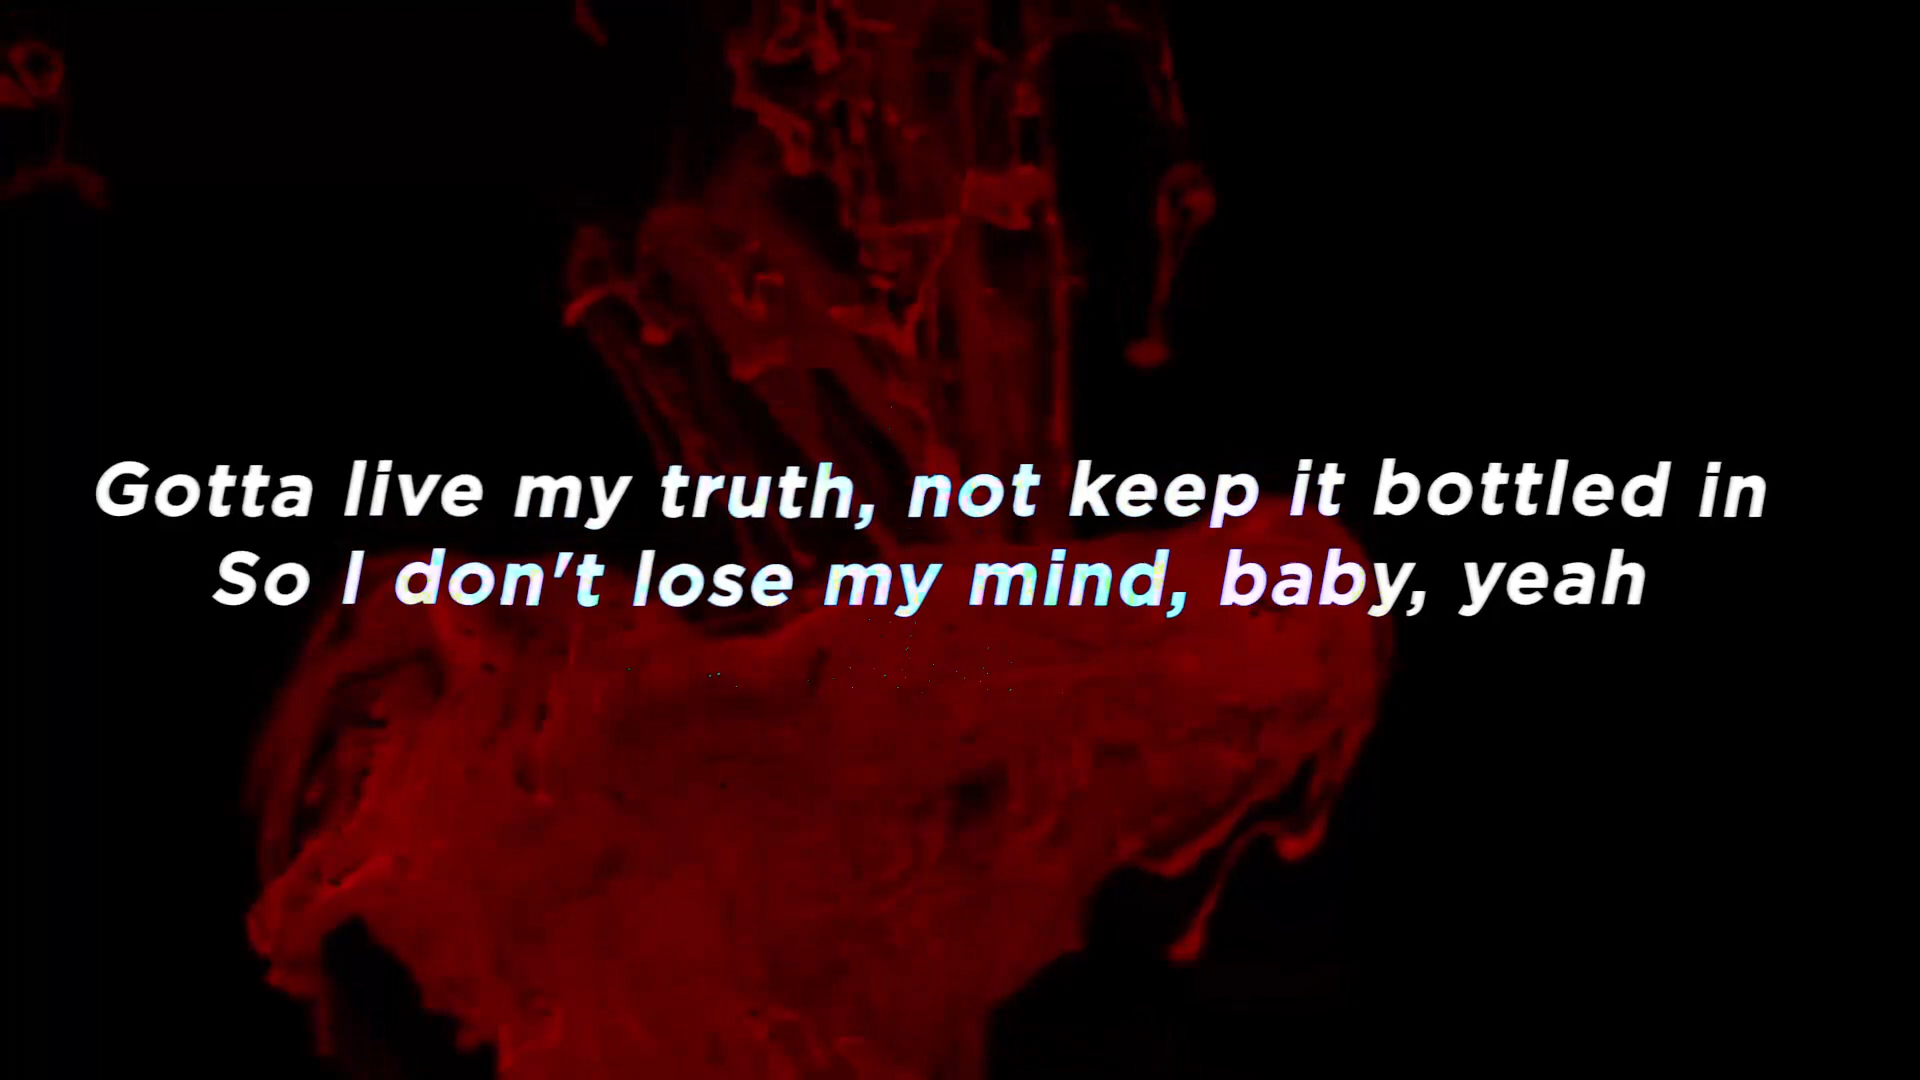 Gotta live my truth, not keep it bottled in
So I don't lose my mind, baby, yeah